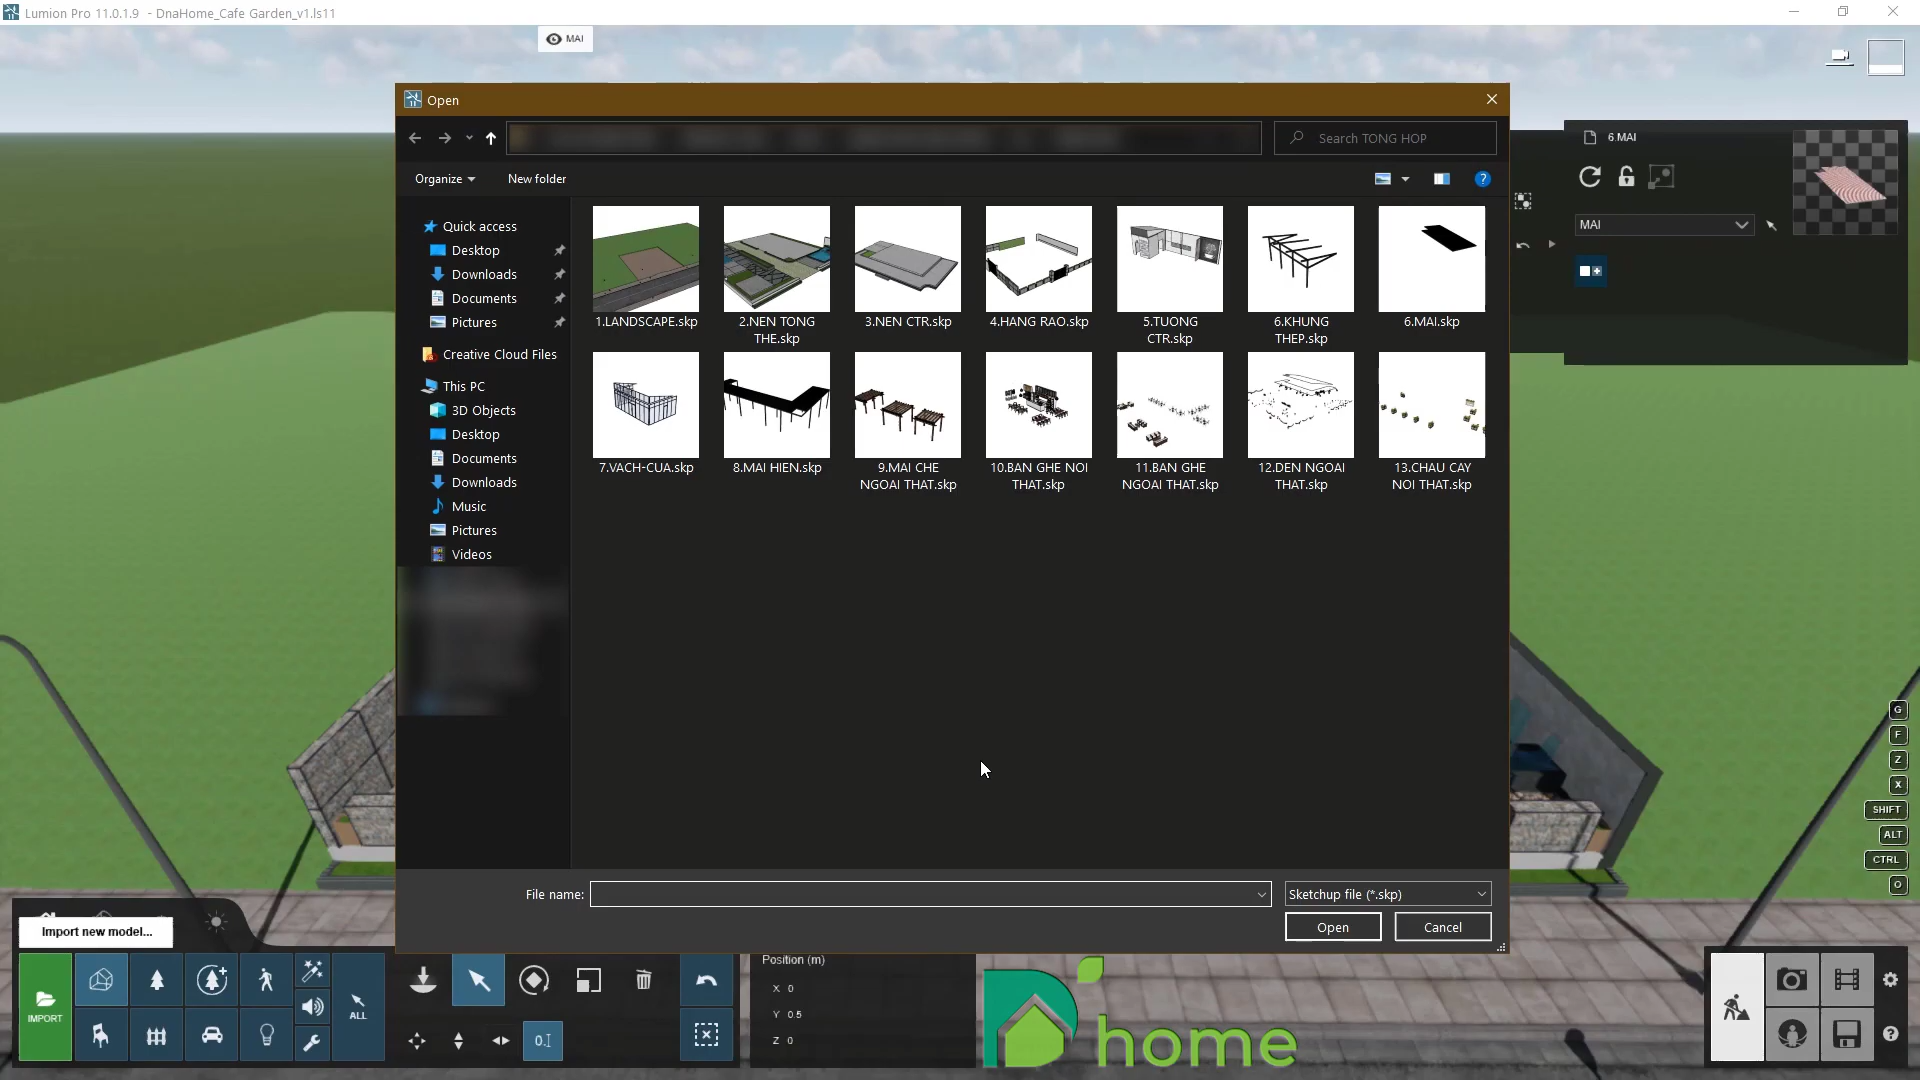 Lumion Pro 11.0.1.9 - DnaHome_Cafe Garden_v1.ls11
MAI
Open
Search TONG HOP
Organize
New folder
Quick access
Desktop
Downloads
Documents
Pictures
Creative Cloud Files
This PC
3D Objects
Desktop
Documents
Downloads
Music
Pictures
Videos
1.LANDSCAPE.skp
2.NEN TONG
THE.skp
3.NEN CTR.skp
4.HANG RAO.skp
5.TUONG
CTR.skp
6.KHUNG
THEP.skp
6.MAI.skp
7.VACH-CUA.skp
8.MAI HIEN.skp
9.MAI CHE
NGOAI THAT.skp
10.BAN GHE NOI
THAT.skp
11.BAN GHE
NGOAI THAT.skp
12.DEN NGOAI
THAT.skp
13.CHAU CAY
NOI THAT.skp
File name:
Sketchup file (*.skp)
Open
Cancel
6.MAI
MAI
G
F
Z
X
SHIFT
ALT
CTRL
O
Import new model...
IMPORT
ALL
Position (m)
X 0
Y 0.5
Z 0
home